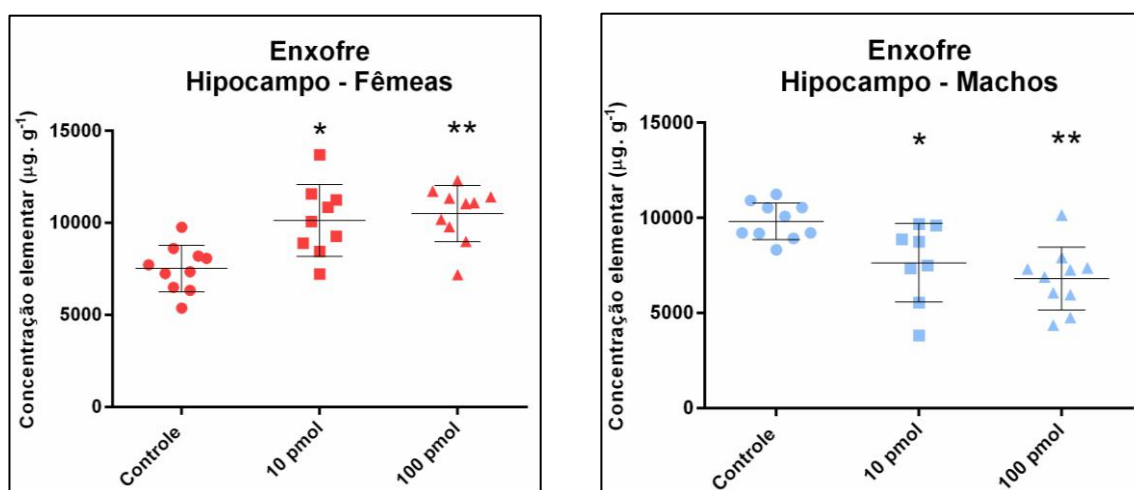 Enxofre
Hipocampo - Fêmeas
Concentração elementar (µg. g⁻¹)
15000
10000
5000
0
*
**
Controle
10 pmol
100 pmol
Enxofre
Hipocampo - Machos
Concentração elementar (µg. g⁻¹)
15000
10000
5000
0
*
**
Controle
10 pmol
100 pmol